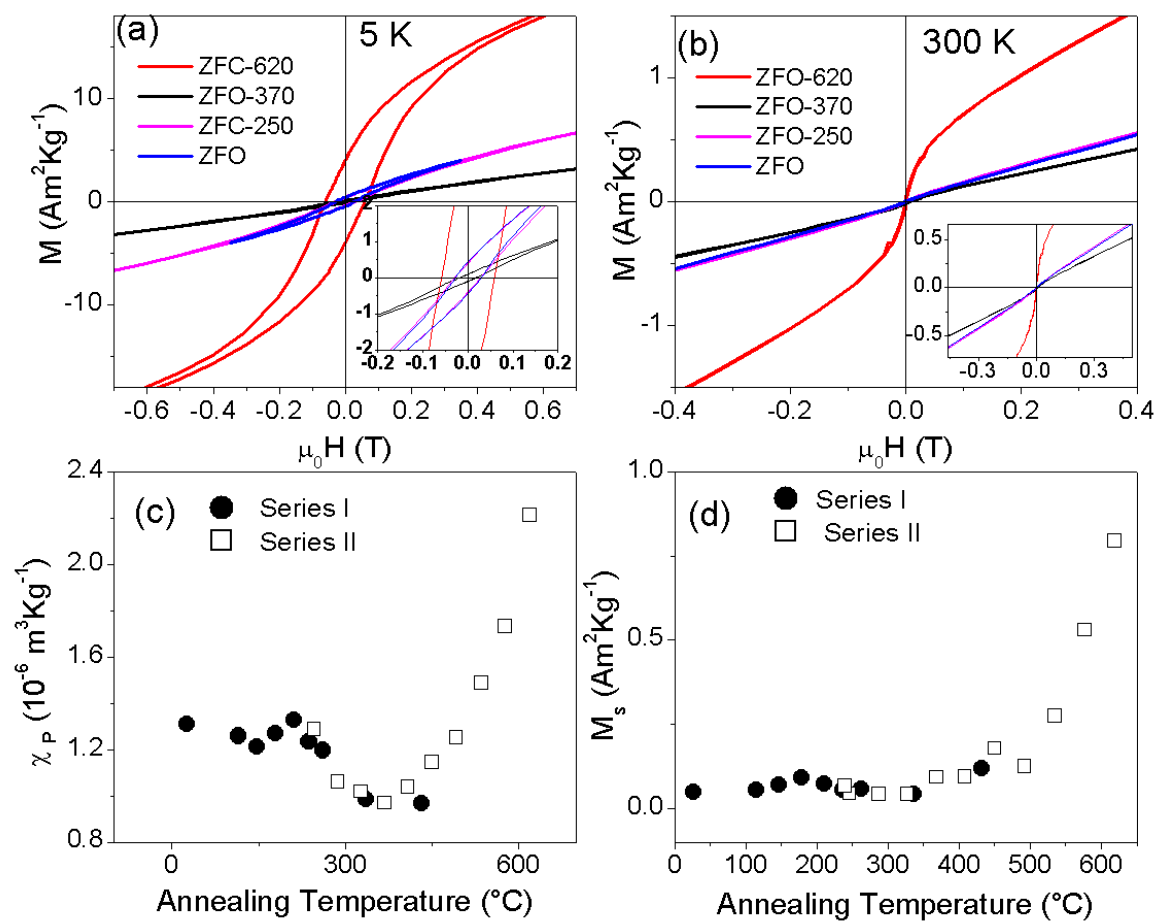 (a)
5 K
ZFC-620
ZFO-370
ZFC-250
ZFO
10
0
-10
M (Am²Kg⁻¹)
-0.6 -0.4 -0.2 0.0 0.2 0.4 0.6
μ₀H (T)
2
1
0
-1
-2
-0.2 -0.1 0.0 0.1 0.2
(b)
300 K
ZFO-620
ZFO-370
ZFO-250
ZFO
1
0
-1
M (Am²Kg⁻¹)
-0.4 -0.2 0.0 0.2 0.4
μ₀H (T)
0.5
0.0
-0.5
-0.3 0.0 0.3
(c)
Series I
Series II
2.4
2.0
1.6
1.2
0.8
χ_P (10⁻⁶ m³Kg⁻¹)
0 300 600
Annealing Temperature (°C)
(d)
Series I
Series II
1.0
0.5
0.0
Mₛ (Am²Kg⁻¹)
0 100 200 300 400 500 600
Annealing Temperature (°C)